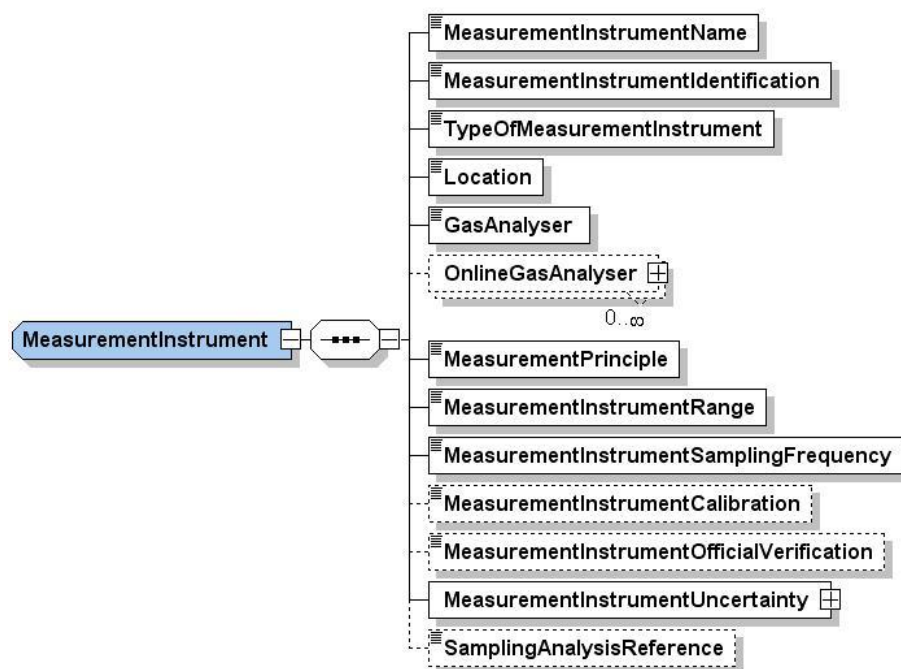 MeasurementInstrumentName
MeasurementInstrumentIdentification
TypeOfMeasurementInstrument
Location
GasAnalyser
OnlineGasAnalyser
0..∞
MeasurementInstrument
MeasurementPrinciple
MeasurementInstrumentRange
MeasurementInstrumentSamplingFrequency
MeasurementInstrumentCalibration
MeasurementInstrumentOfficialVerification
MeasurementInstrumentUncertainty
SamplingAnalysisReference